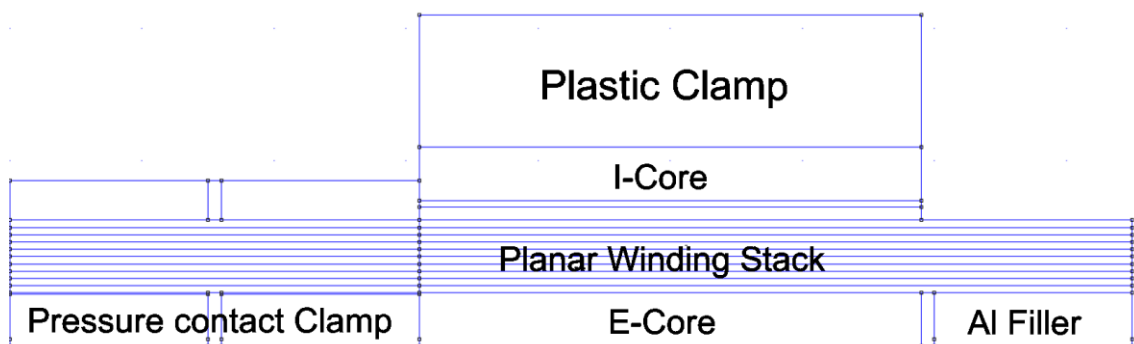 Plastic Clamp
I-Core
Planar Winding Stack
Pressure contact Clamp
E-Core
Al Filler